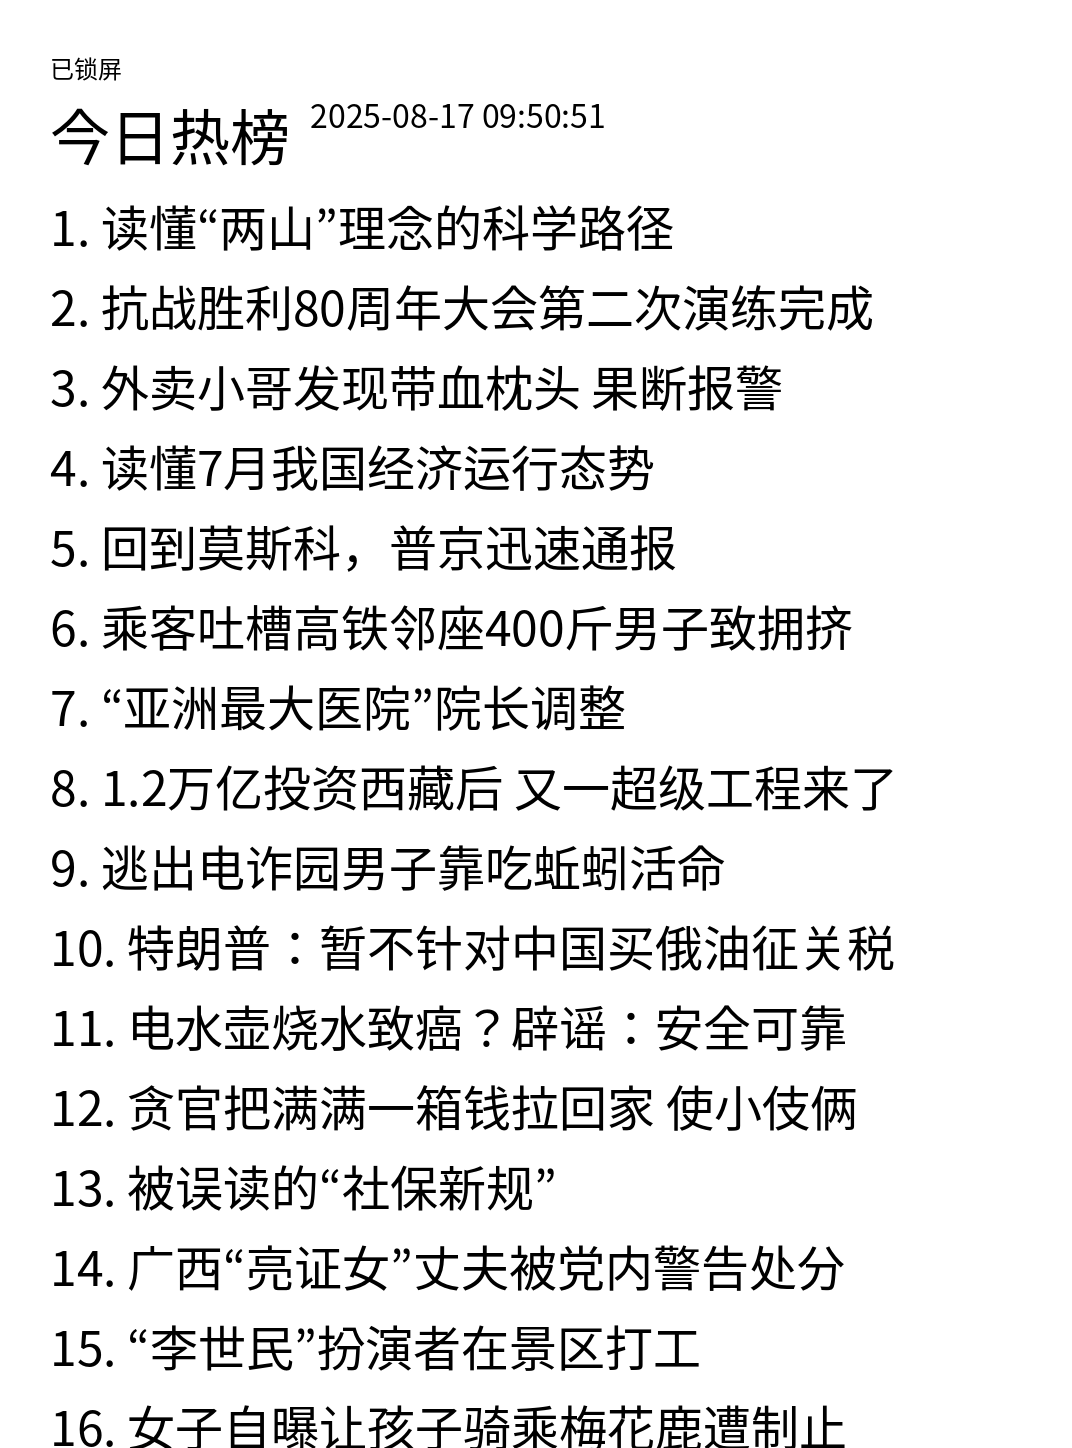 已锁屏
今日热榜 2025-08-17 09:50:51
1. 读懂“两山”理念的科学路径
2. 抗战胜利80周年大会第二次演练完成
3. 外卖小哥发现带血枕头 果断报警
4. 读懂7月我国经济运行态势
5. 回到莫斯科，普京迅速通报
6. 乘客吐槽高铁邻座400斤男子致拥挤
7. “亚洲最大医院”院长调整
8. 1.2万亿投资西藏后 又一超级工程来了
9. 逃出电诈园男子靠吃蚯蚓活命
10. 特朗普：暂不针对中国买俄油征关税
11. 电水壶烧水致癌？辟谣：安全可靠
12. 贪官把满满一箱钱拉回家 使小伎俩
13. 被误读的“社保新规”
14. 广西“亮证女”丈夫被党内警告处分
15. “李世民”扮演者在景区打工
16. 女子自曝让孩子骑乘梅花鹿遭制止